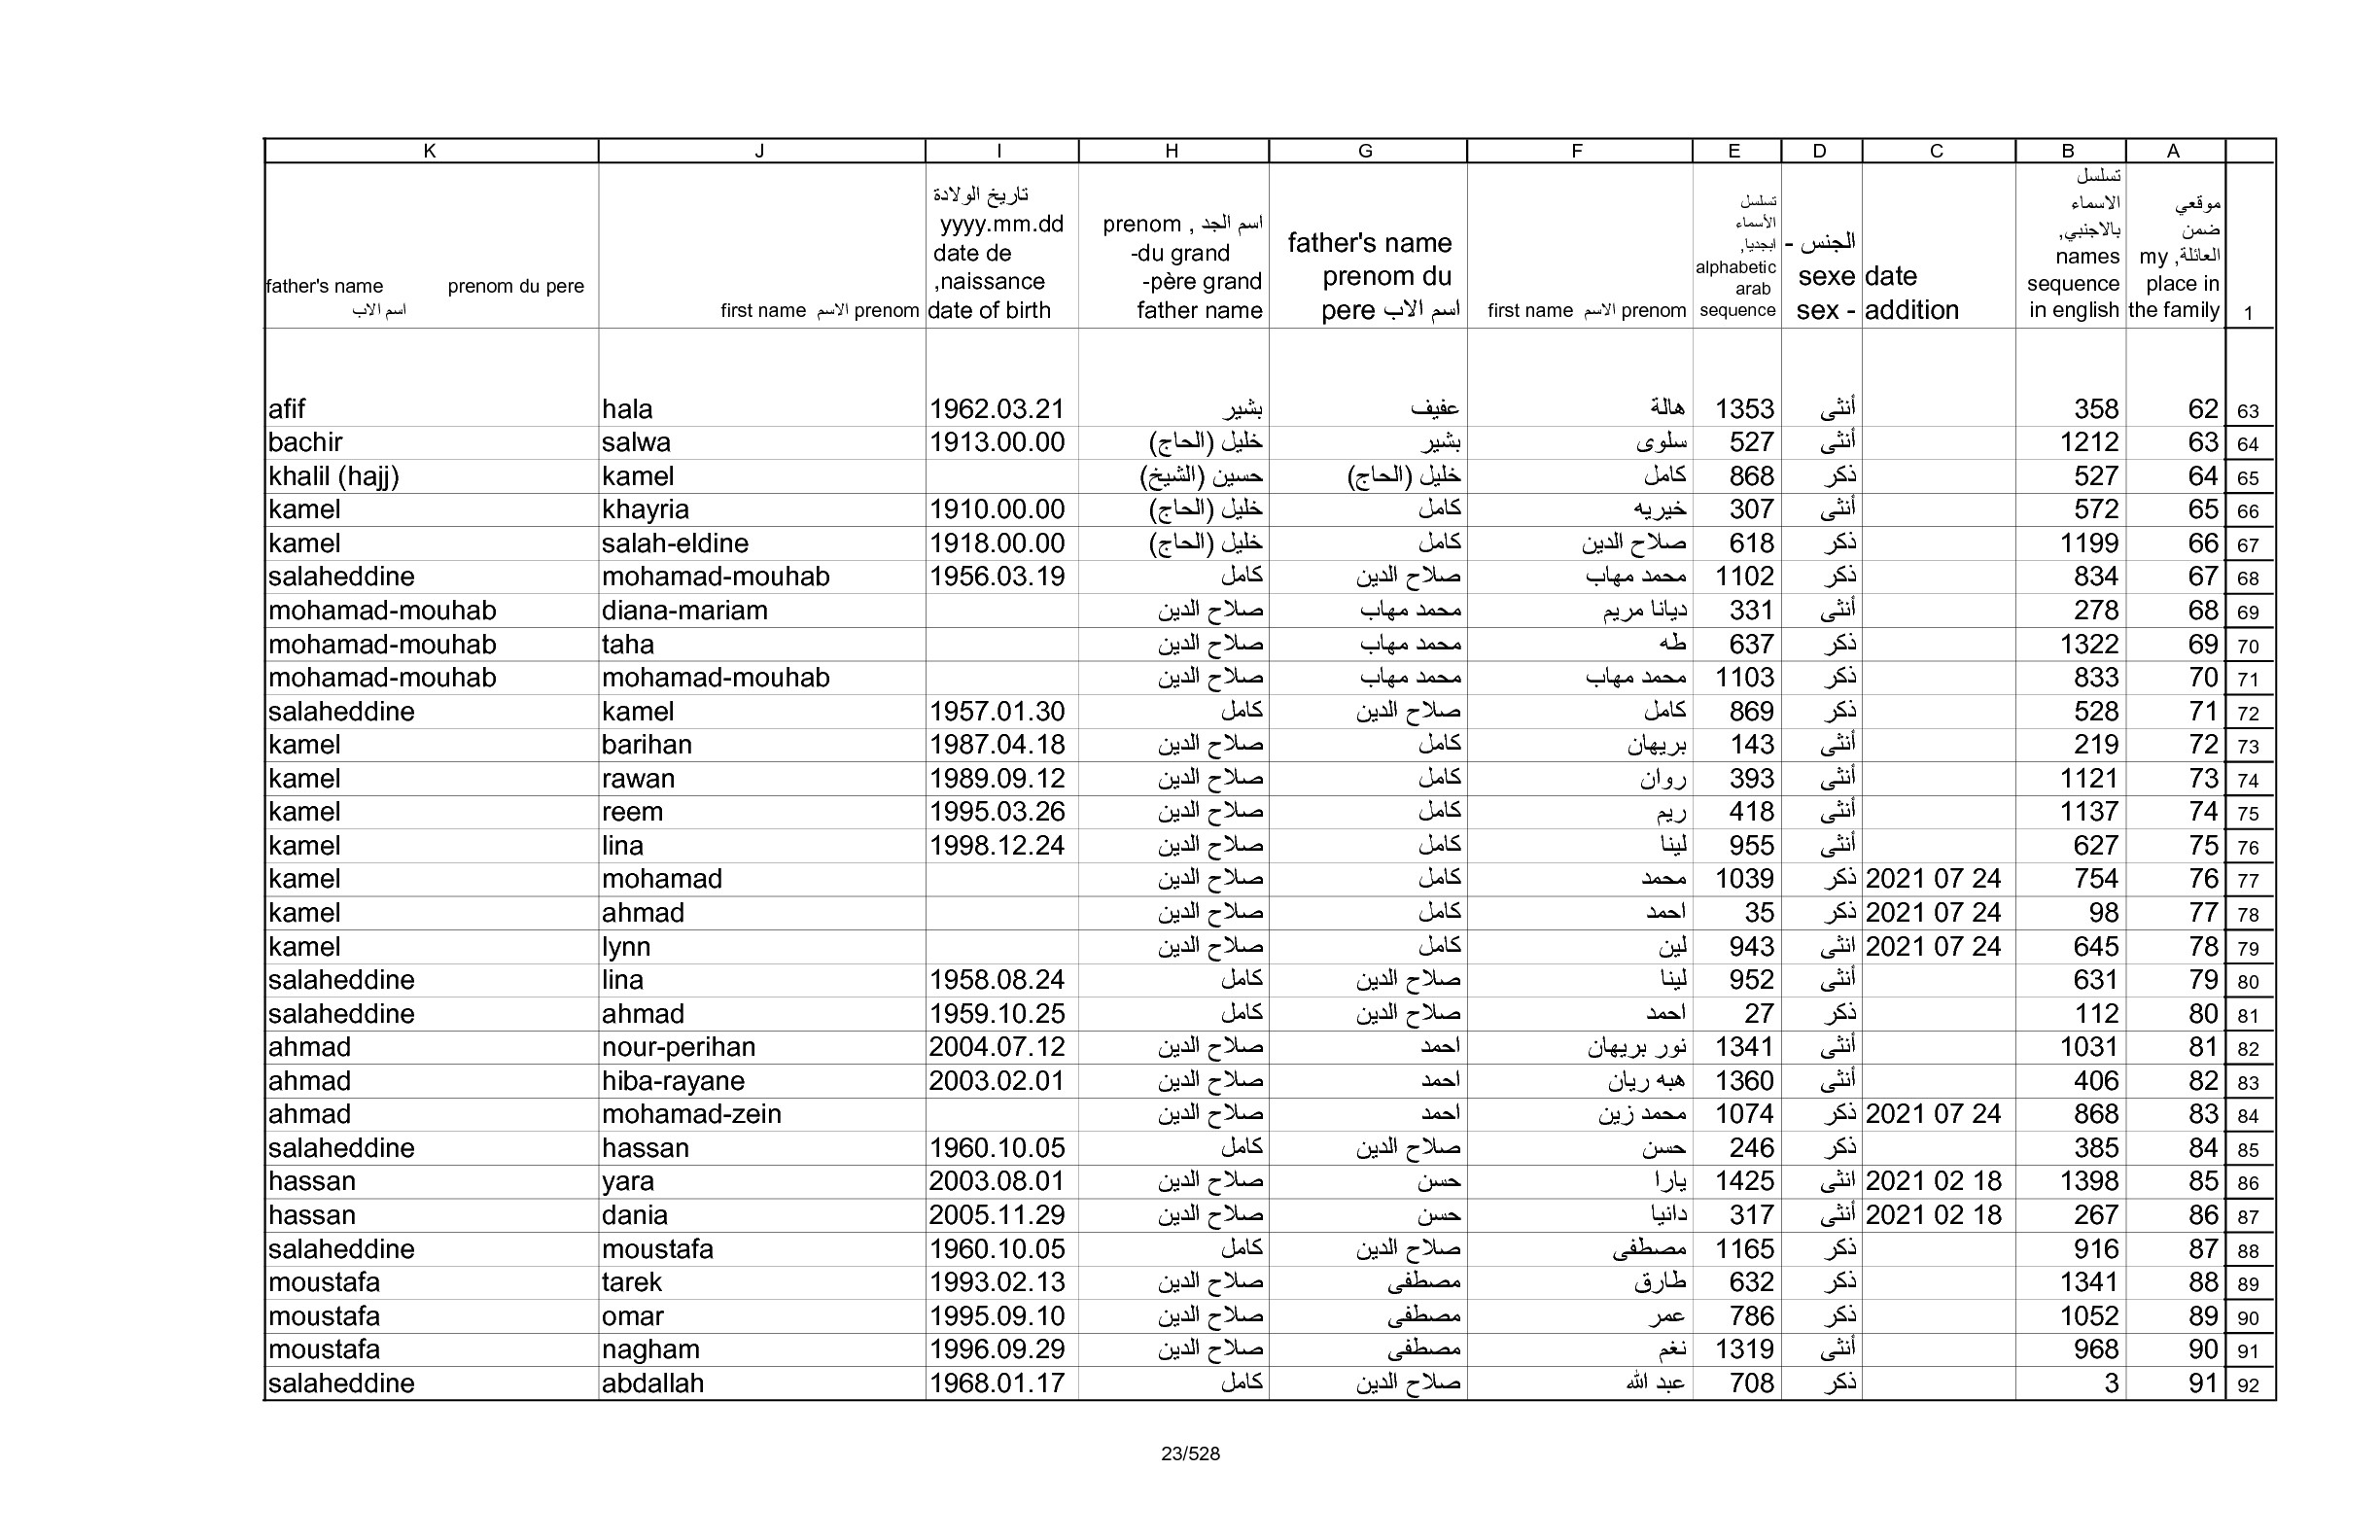 K J I H G F E D C B A
father's name prenom du pere اسم الاب
first name الاسم prenom
تاريخ الولادة yyyy.mm.dd date de naissance, date of birth
اسم الجد , prenom du grand- père grand- father name
father's name prenom du pere اسم الاب
first name الاسم prenom
تسلسل الأسماء ابجديا, alphabetic arab sequence
الجنس - sexe sex -
date addition
تسلسل الاسماء بالاجنبي, names sequence in english
موقعي ضمن العائلة, my place in the family
1
afif hala 1962.03.21 بشير عفيف هالة 1353 أنثى 358 62 63
bachir salwa 1913.00.00 خليل (الحاج) بشير سلوى 527 أنثى 1212 63 64
khalil (hajj) kamel حسين (الشيخ) خليل (الحاج) كامل 868 ذكر 527 64 65
kamel khayria 1910.00.00 خليل (الحاج) كامل خيريه 307 أنثى 572 65 66
kamel salah-eldine 1918.00.00 خليل (الحاج) كامل صلاح الدين 618 ذكر 1199 66 67
salaheddine mohamad-mouhab 1956.03.19 كامل صلاح الدين محمد مهاب 1102 ذكر 834 67 68
mohamad-mouhab diana-mariam صلاح الدين محمد مهاب ديانا مريم 331 أنثى 278 68 69
mohamad-mouhab taha صلاح الدين محمد مهاب طه 637 ذكر 1322 69 70
mohamad-mouhab mohamad-mouhab صلاح الدين محمد مهاب محمد مهاب 1103 ذكر 833 70 71
salaheddine kamel 1957.01.30 كامل صلاح الدين كامل 869 ذكر 528 71 72
kamel barihan 1987.04.18 صلاح الدين كامل بريهان 143 أنثى 219 72 73
kamel rawan 1989.09.12 صلاح الدين كامل روان 393 أنثى 1121 73 74
kamel reem 1995.03.26 صلاح الدين كامل ريم 418 أنثى 1137 74 75
kamel lina 1998.12.24 صلاح الدين كامل لينا 955 أنثى 627 75 76
kamel mohamad صلاح الدين كامل محمد 1039 ذكر 2021 07 24 754 76 77
kamel ahmad صلاح الدين كامل احمد 35 ذكر 2021 07 24 98 77 78
kamel lynn صلاح الدين كامل لين 943 انثى 2021 07 24 645 78 79
salaheddine lina 1958.08.24 كامل صلاح الدين لينا 952 أنثى 631 79 80
salaheddine ahmad 1959.10.25 كامل صلاح الدين احمد 27 ذكر 112 80 81
ahmad nour-perihan 2004.07.12 صلاح الدين احمد نور بريهان 1341 أنثى 1031 81 82
ahmad hiba-rayane 2003.02.01 صلاح الدين احمد هبه ريان 1360 أنثى 406 82 83
ahmad mohamad-zein صلاح الدين احمد محمد زين 1074 ذكر 2021 07 24 868 83 84
salaheddine hassan 1960.10.05 كامل صلاح الدين حسن 246 ذكر 385 84 85
hassan yara 2003.08.01 صلاح الدين حسن يارا 1425 انثى 2021 02 18 1398 85 86
hassan dania 2005.11.29 صلاح الدين حسن دانيا 317 أنثى 2021 02 18 267 86 87
salaheddine moustafa 1960.10.05 كامل صلاح الدين مصطفى 1165 ذكر 916 87 88
moustafa tarek 1993.02.13 صلاح الدين مصطفى طارق 632 ذكر 1341 88 89
moustafa omar 1995.09.10 صلاح الدين مصطفى عمر 786 ذكر 1052 89 90
moustafa nagham 1996.09.29 صلاح الدين مصطفى نغم 1319 أنثى 968 90 91
salaheddine abdallah 1968.01.17 كامل صلاح الدين عبد الله 708 ذكر 3 91 92
23/528